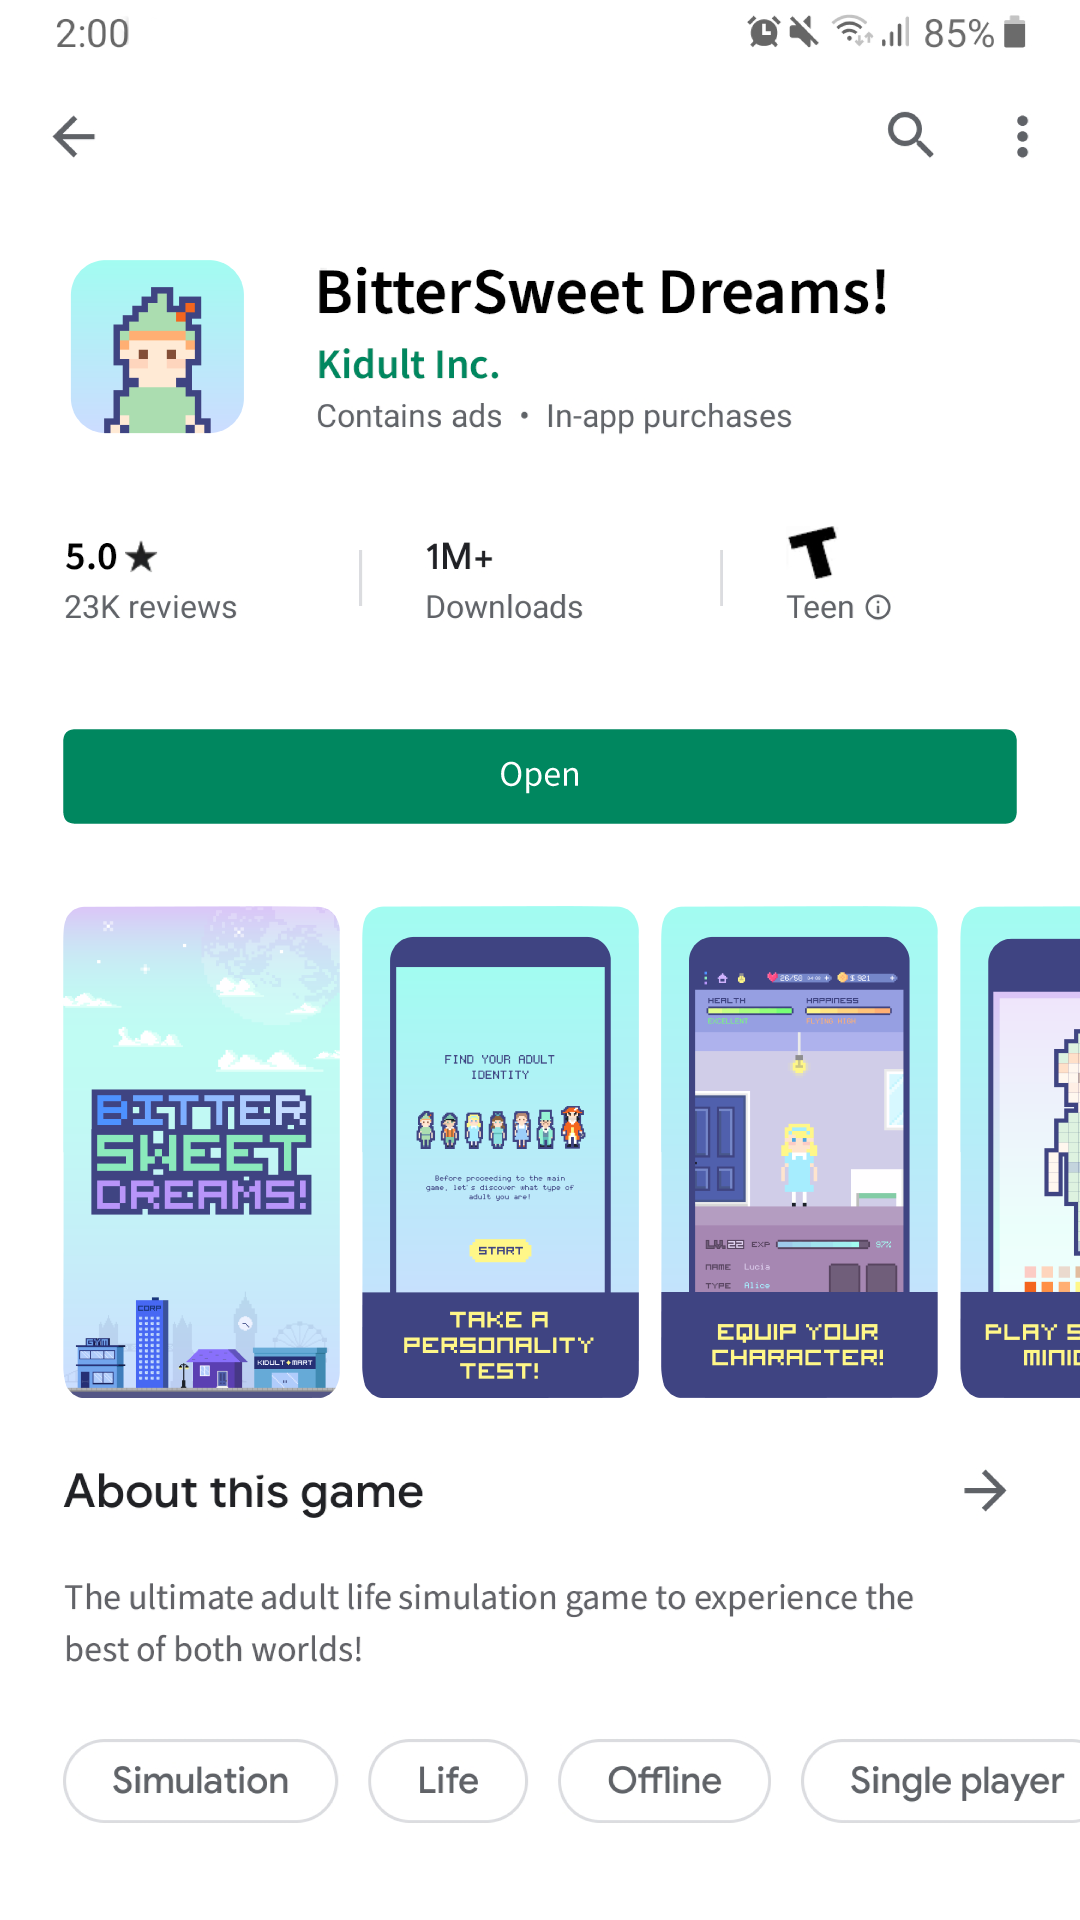 2:00
85%
BitterSweet Dreams!
Kidult Inc.
Contains ads • In-app purchases
5.0★
23K reviews
1M+
Downloads
T
Teen
Open
BITTER
SWEET
DREAMS!
CORP
GYM
KIDULT✦MART
FIND YOUR ADULT
IDENTITY
Before proceeding to the main
game, let's discover what type of
adult you are!
START
TAKE A
PERSONALITY
TEST!
$ 921
HEALTH
HAPPINESS
EXCELLENT
FLYING HIGH
LVL.22 EXP 97%
NAME Lucia
TYPE Alice
EQUIP YOUR
CHARACTER!
PLAY S
MINI
About this game
The ultimate adult life simulation game to experience the
best of both worlds!
Simulation
Life
Offline
Single player